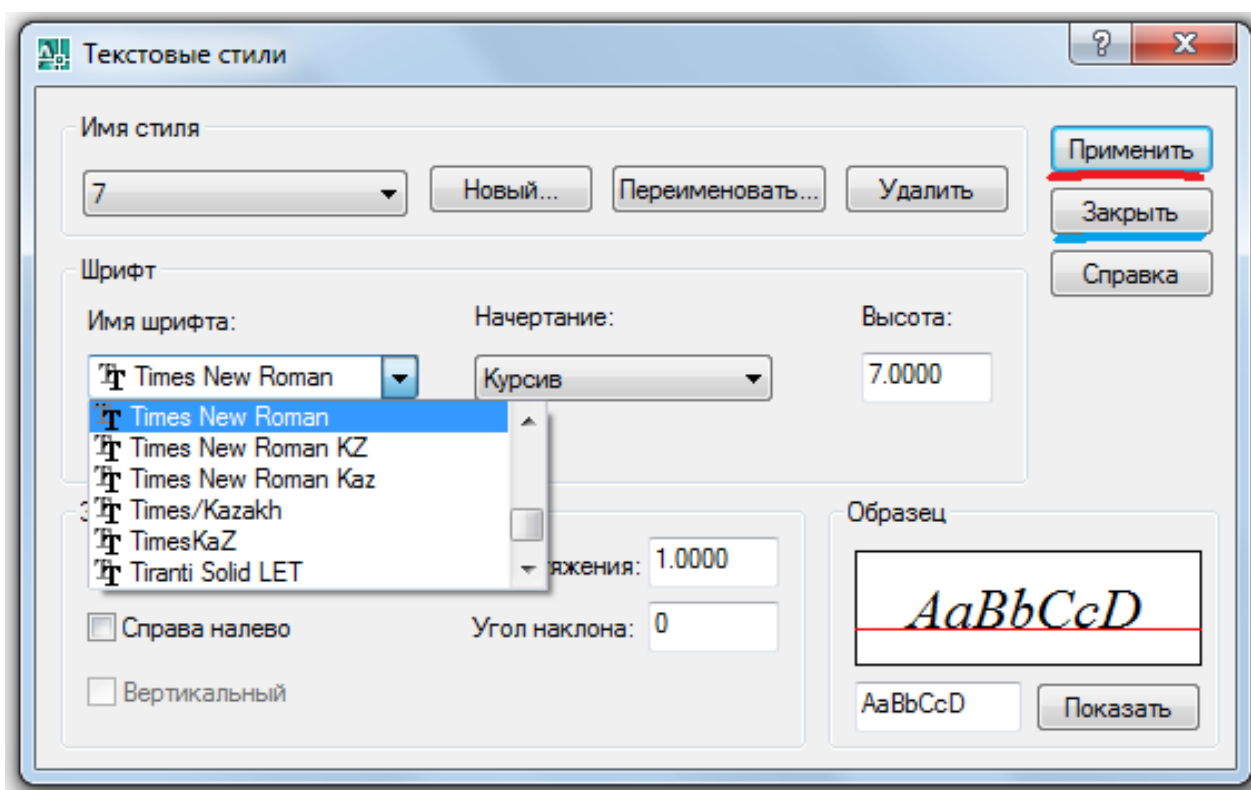 Текстовые стили
Имя стиля
7
Новый...
Переименовать...
Удалить
Применить
Закрыть
Справка
Шрифт
Имя шрифта:
Начертание:
Высота:
Times New Roman
Курсив
7.0000
Times New Roman
Times New Roman KZ
Times New Roman Kaz
Times/Kazakh
TimesKaZ
Tiranti Solid LET
яжения: 1.0000
Справа налево
Угол наклона: 0
Вертикальный
Образец
AaBbCcD
AaBbCcD
Показать